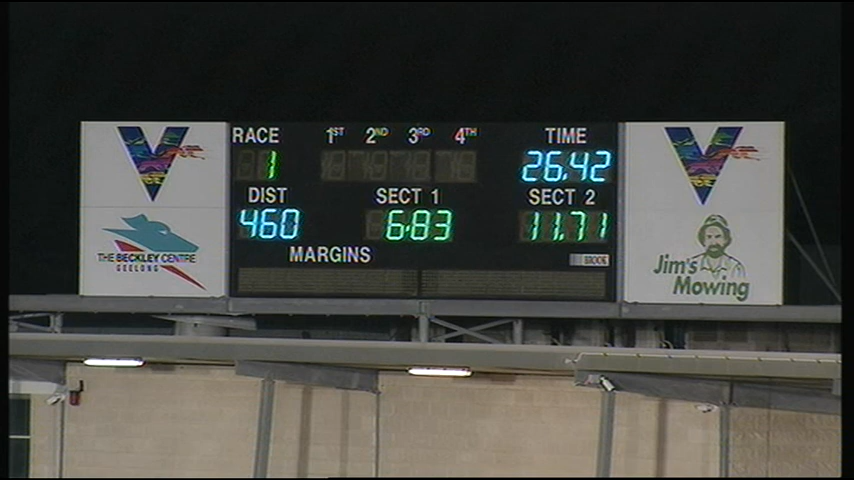 RACE 1ST 2ND 3RD 4TH TIME
1 26.42
DIST SECT 1 SECT 2
460 6.83 11.71
MARGINS
V
THE BECKLEY CENTRE
GEELONG
V
Jim's
Mowing